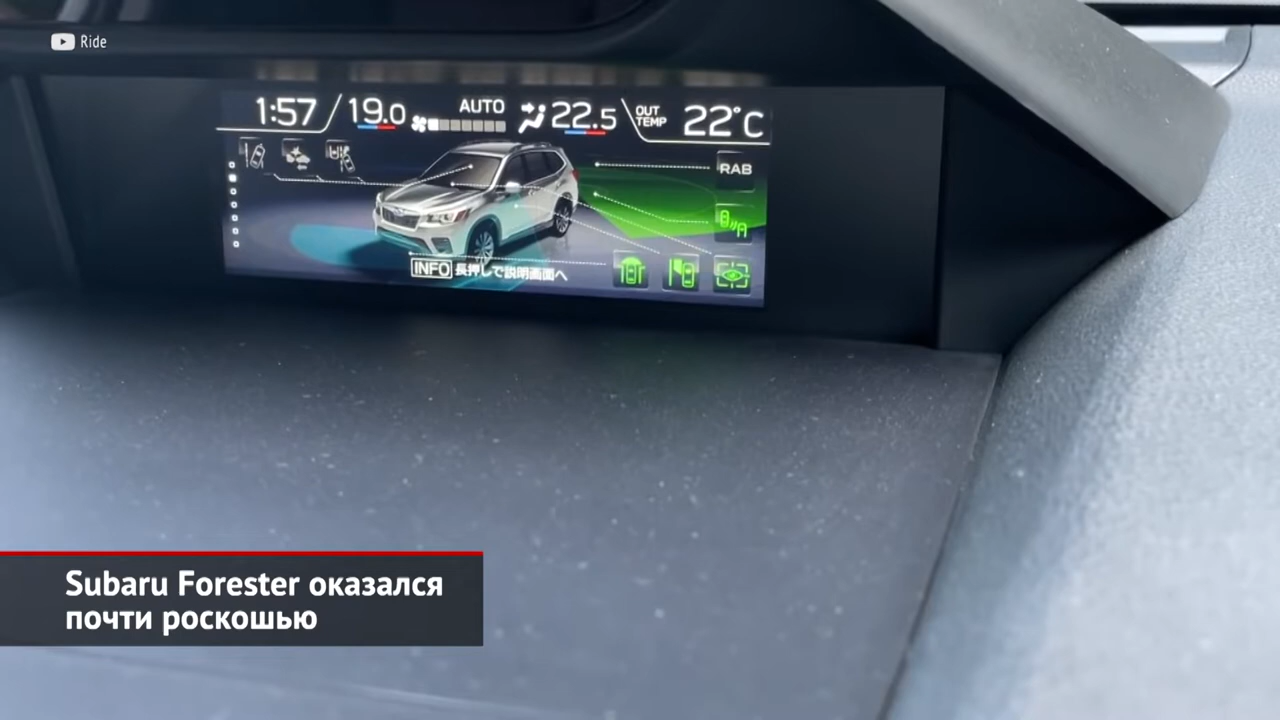 Ride
1:57
19.0
AUTO
22.5
OUT
TEMP
22°C
RAB
INFO 長押しで説明画面へ
Subaru Forester оказался
почти роскошью